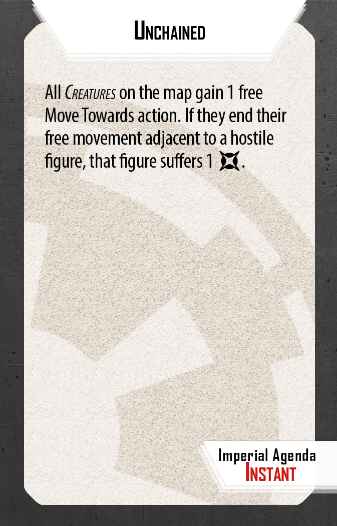 UNCHAINED
All CREATURES on the map gain 1 free
Move Towards action. If they end their
free movement adjacent to a hostile
figure, that figure suffers 1 .
Imperial Agenda
INSTANT